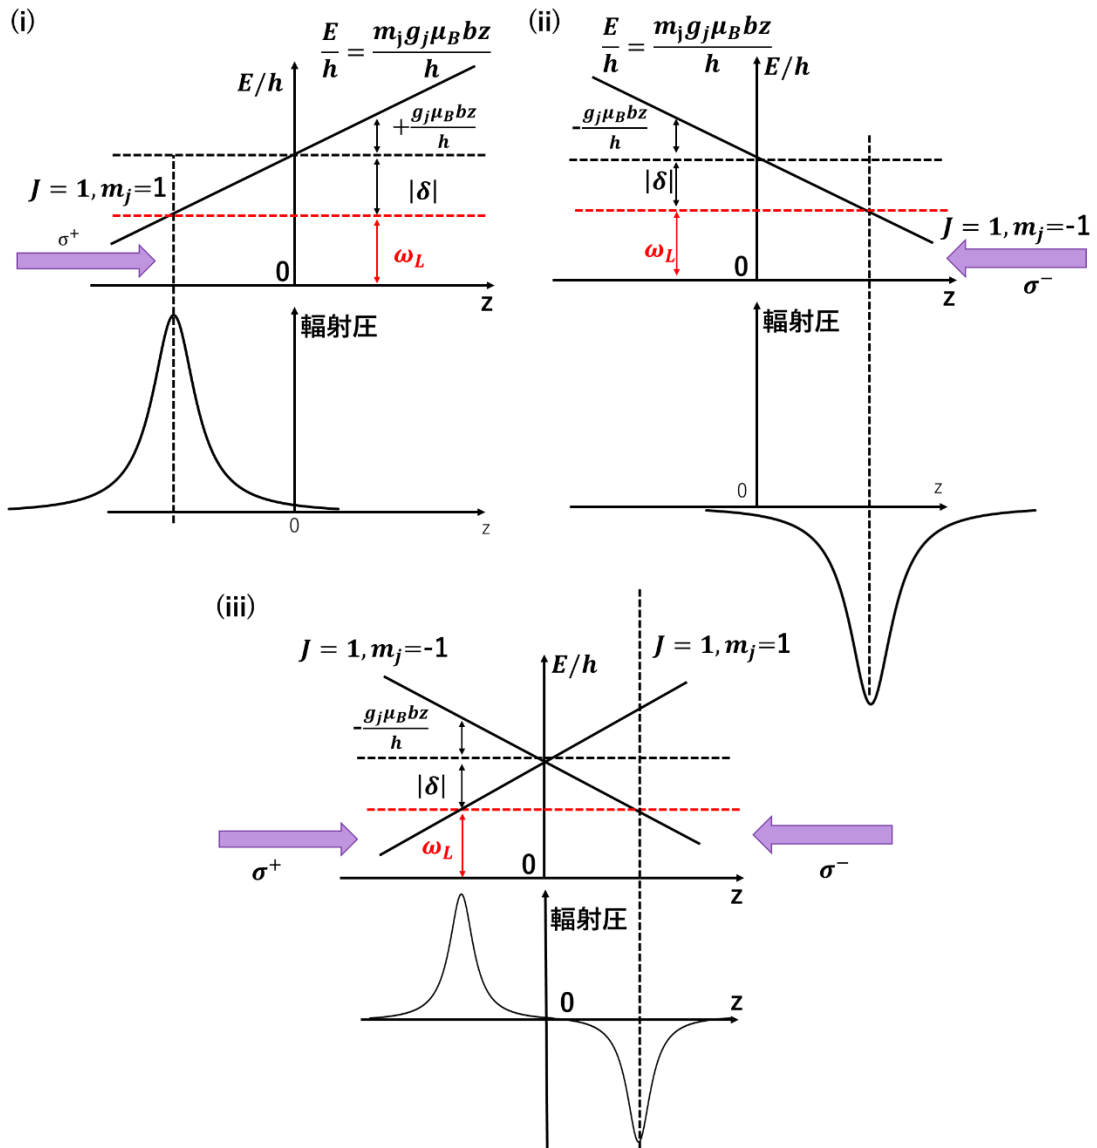 (i)
E/h = m_j g_j μ_B bz/h
E/h
+ g_j μ_B bz/h
J = 1, m_j=1
|δ|
σ⁺
ω_L
0
z
輻射圧
0
z
(ii)
E/h = m_j g_j μ_B bz/h
E/h
- g_j μ_B bz/h
|δ|
J = 1, m_j=-1
ω_L
0
z
σ⁻
輻射圧
0
z
(iii)
J = 1, m_j=-1
E/h
J = 1, m_j=1
- g_j μ_B bz/h
|δ|
ω_L
0
σ⁺
σ⁻
z
輻射圧
0
z